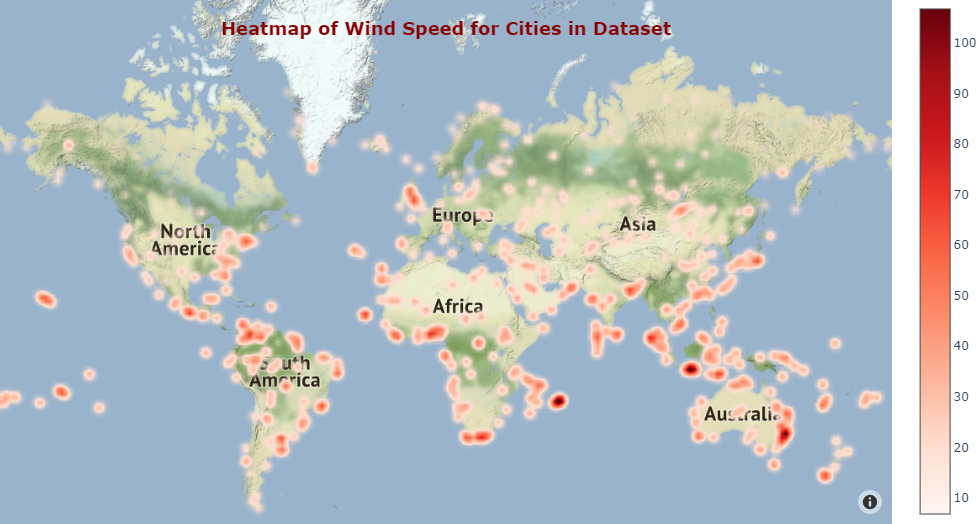 Heatmap of Wind Speed for Cities in Dataset
100
90
80
70
60
50
40
30
20
10
North
America
Europe
Asia
Africa
South
America
Australia
i